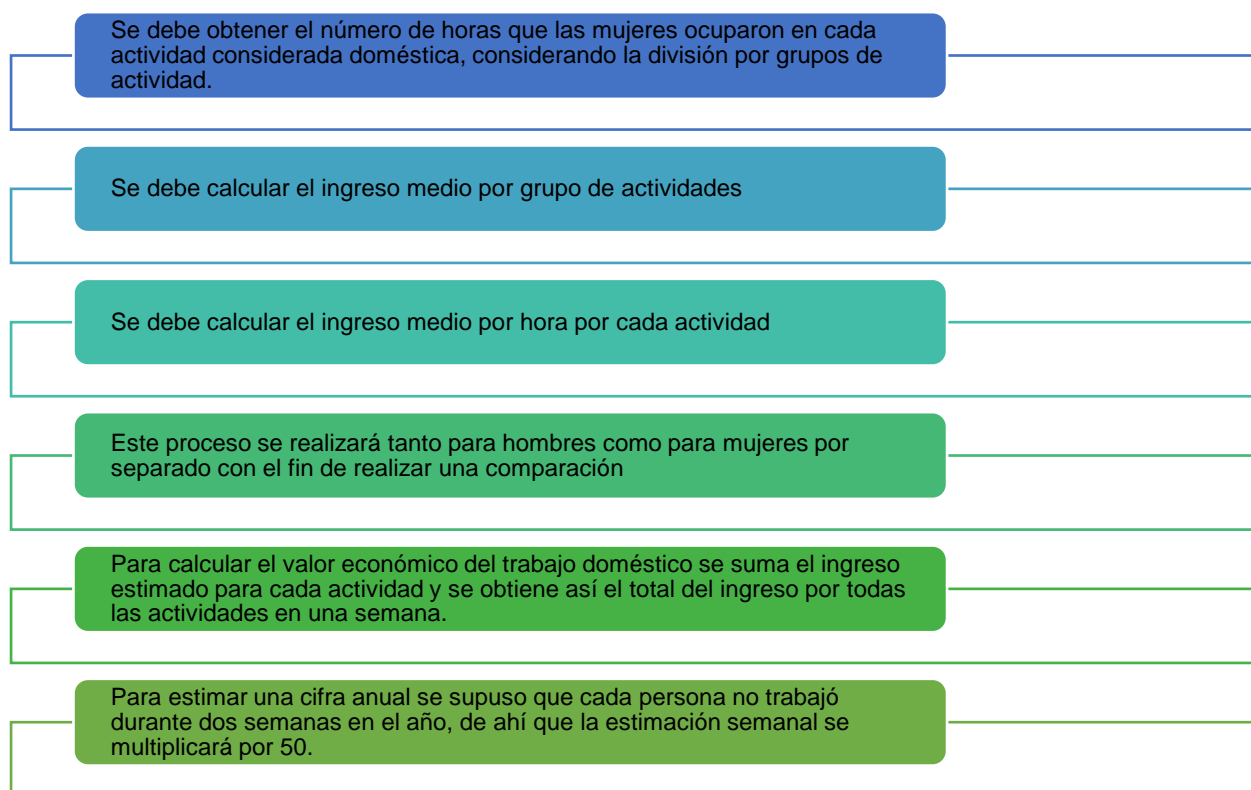 Se debe obtener el número de horas que las mujeres ocuparon en cada
actividad considerada doméstica, considerando la división por grupos de
actividad.
Se debe calcular el ingreso medio por grupo de actividades
Se debe calcular el ingreso medio por hora por cada actividad
Este proceso se realizará tanto para hombres como para mujeres por
separado con el fin de realizar una comparación
Para calcular el valor económico del trabajo doméstico se suma el ingreso
estimado para cada actividad y se obtiene así el total del ingreso por todas
las actividades en una semana.
Para estimar una cifra anual se supuso que cada persona no trabajó
durante dos semanas en el año, de ahí que la estimación semanal se
multiplicará por 50.